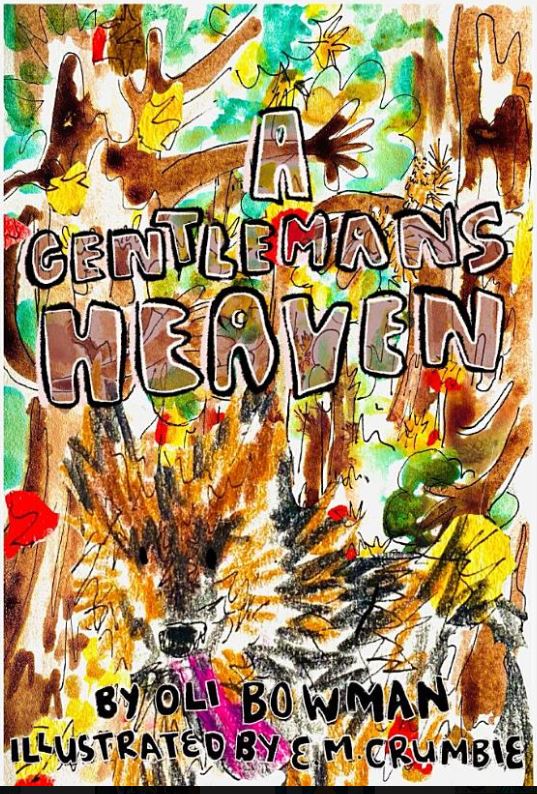 A
GENTLEMANS
HEAVEN
BY OLI BOWMAN
ILLUSTRATED BY E M. CRUMBIE